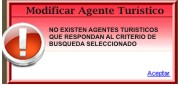 Modificar Agente Turistico
NO EXISTEN AGENTES TURISTICOS
QUE RESPONDAN AL CRITERIO DE
BUSQUEDA SELECCIONADO
Aceptar